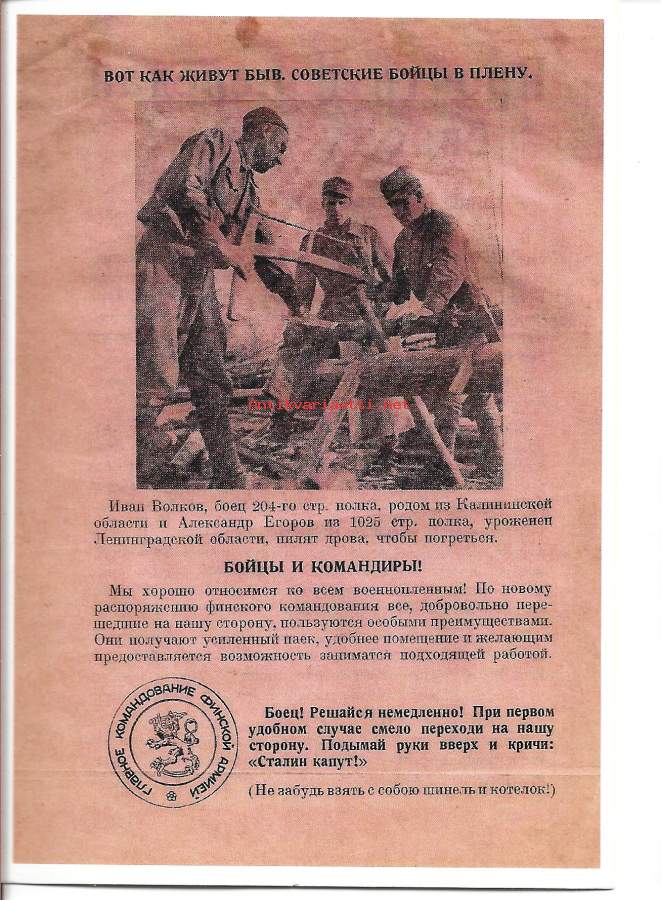 ВОТ КАК ЖИВУТ БЫВ. СОВЕТСКИЕ БОЙЦЫ В ПЛЕНУ.
antikvariaatti.net
Иван Волков, боец 204-го стр. полка, родом из Калининской
области и Александр Егоров из 1025 стр. полка, уроженец
Ленинградской области, пилят дрова, чтобы погреться.
БОЙЦЫ И КОМАНДИРЫ!
Мы хорошо относимся ко всем военнопленным! По новому
распоряжению финского командования все, добровольно пере-
шедшие на нашу сторону, пользуются особыми преимуществами.
Они получают усиленный паек, удобнее помещение и желающим
предоставляется возможность заниматся подходящей работой.
ГЛАВНОЕ КОМАНДОВАНИЕ ФИНСКОЙ АРМИЕЙ
Боец! Решайся немедленно! При первом
удобном случае смело переходи на нашу
сторону. Подымай руки вверх и кричи:
«Сталин капут!»
(Не забудь взять с собою шинель и котелок!)